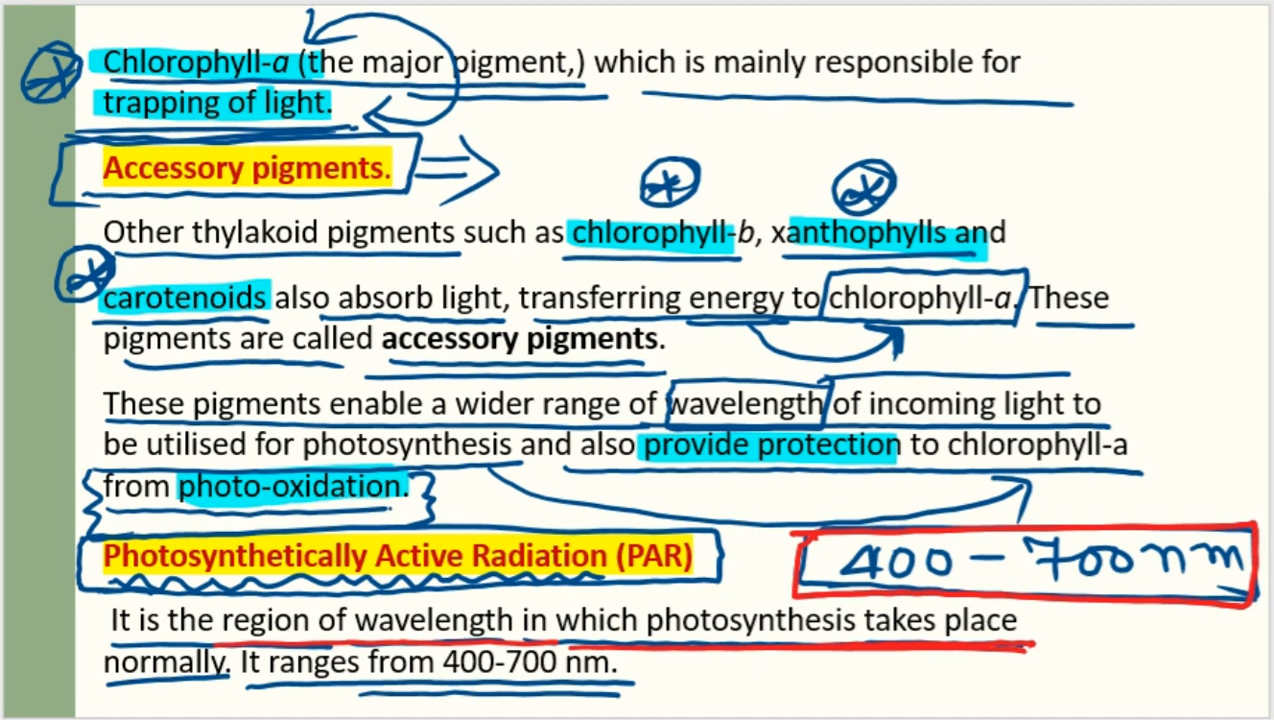 Chlorophyll-a (the major pigment,) which is mainly responsible for
trapping of light.
Accessory pigments.
Other thylakoid pigments such as chlorophyll-b, xanthophylls and
carotenoids also absorb light, transferring energy to chlorophyll-a. These
pigments are called accessory pigments.
These pigments enable a wider range of wavelength of incoming light to
be utilised for photosynthesis and also provide protection to chlorophyll-a
from photo-oxidation.
Photosynthetically Active Radiation (PAR)
400 - 700nm
It is the region of wavelength in which photosynthesis takes place
normally. It ranges from 400-700 nm.